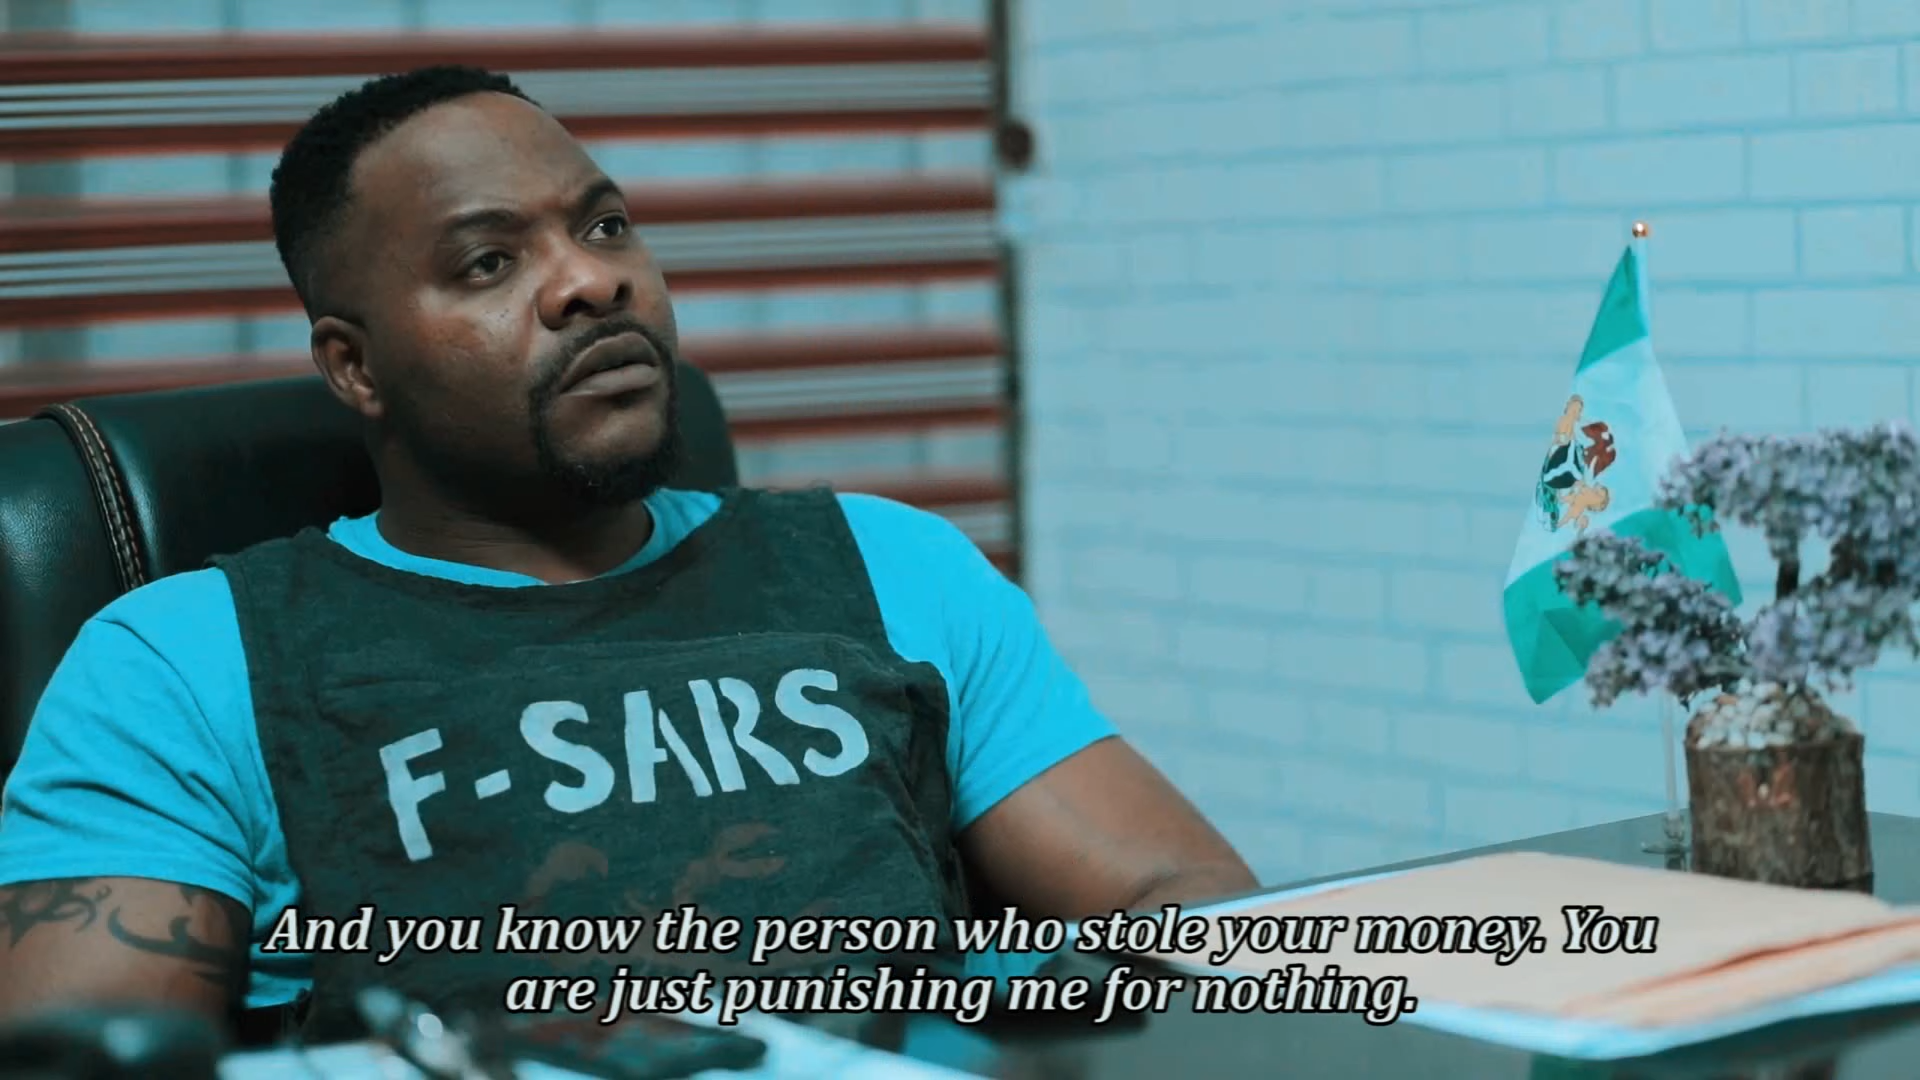 F-SARS
And you know the person who stole your money. You
are just punishing me for nothing.